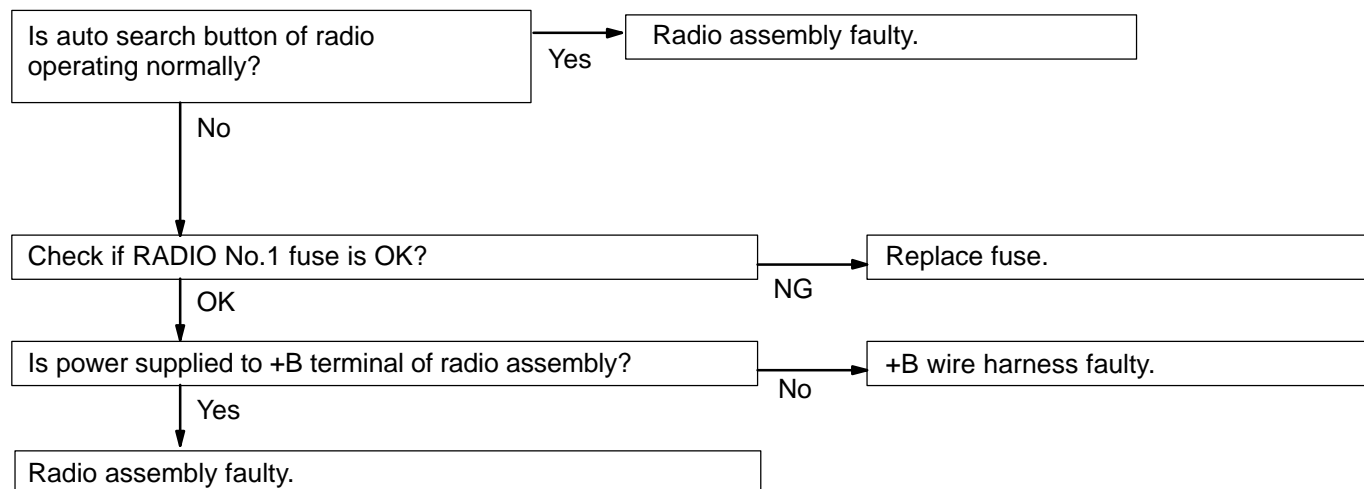 Is auto search button of radio
operating normally?
Yes
Radio assembly faulty.
No
Check if RADIO No.1 fuse is OK?
NG
Replace fuse.
OK
Is power supplied to +B terminal of radio assembly?
No
+B wire harness faulty.
Yes
Radio assembly faulty.